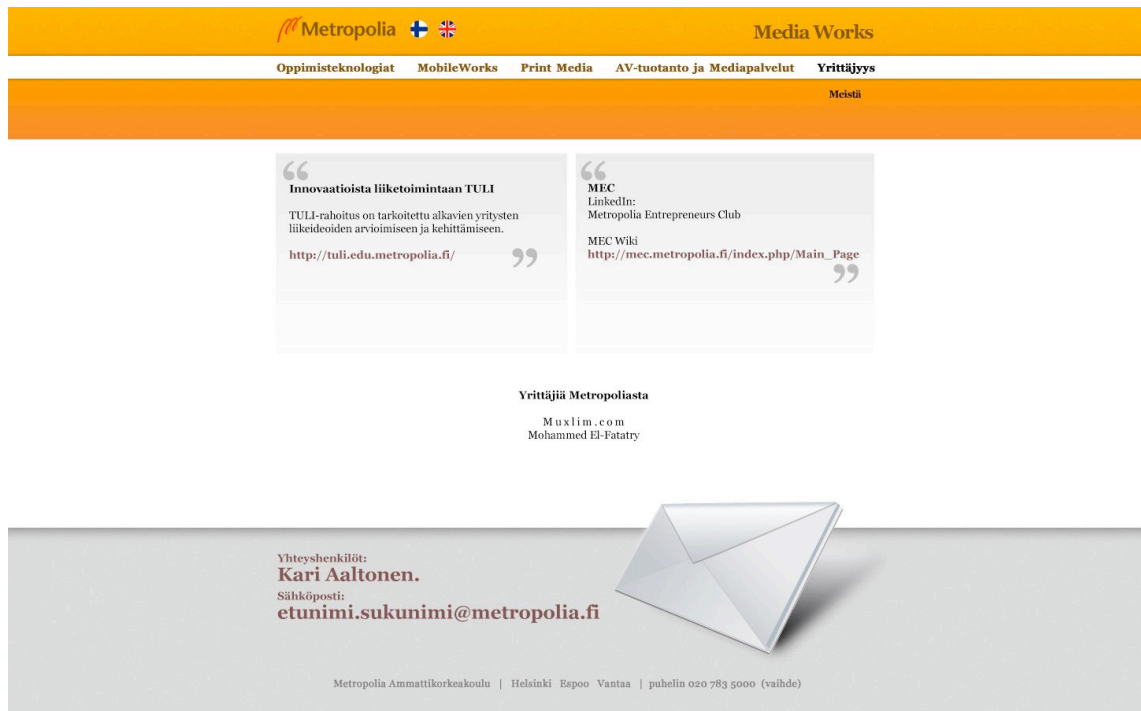 Metropolia
Media Works
Oppimisteknologiat MobileWorks Print Media AV-tuotanto ja Mediapalvelut Yrittäjyys
Meistä
“
Innovaatioista liiketoimintaan TULI
TULI-rahoitus on tarkoitettu alkavien yritysten
liikeideoiden arvioimiseen ja kehittämiseen.
http://tuli.edu.metropolia.fi/
”
“
MEC
LinkedIn:
Metropolia Entrepreneurs Club
MEC Wiki
http://mec.metropolia.fi/index.php/Main_Page
”
Yrittäjiä Metropoliasta
Muxlim.com
Mohammed El-Fatatry
Yhteyshenkilöt:
Kari Aaltonen.
Sähköposti:
etunimi.sukunimi@metropolia.fi
Metropolia Ammattikorkeakoulu | Helsinki Espoo Vantaa | puhelin 020 783 5000 (vaihde)